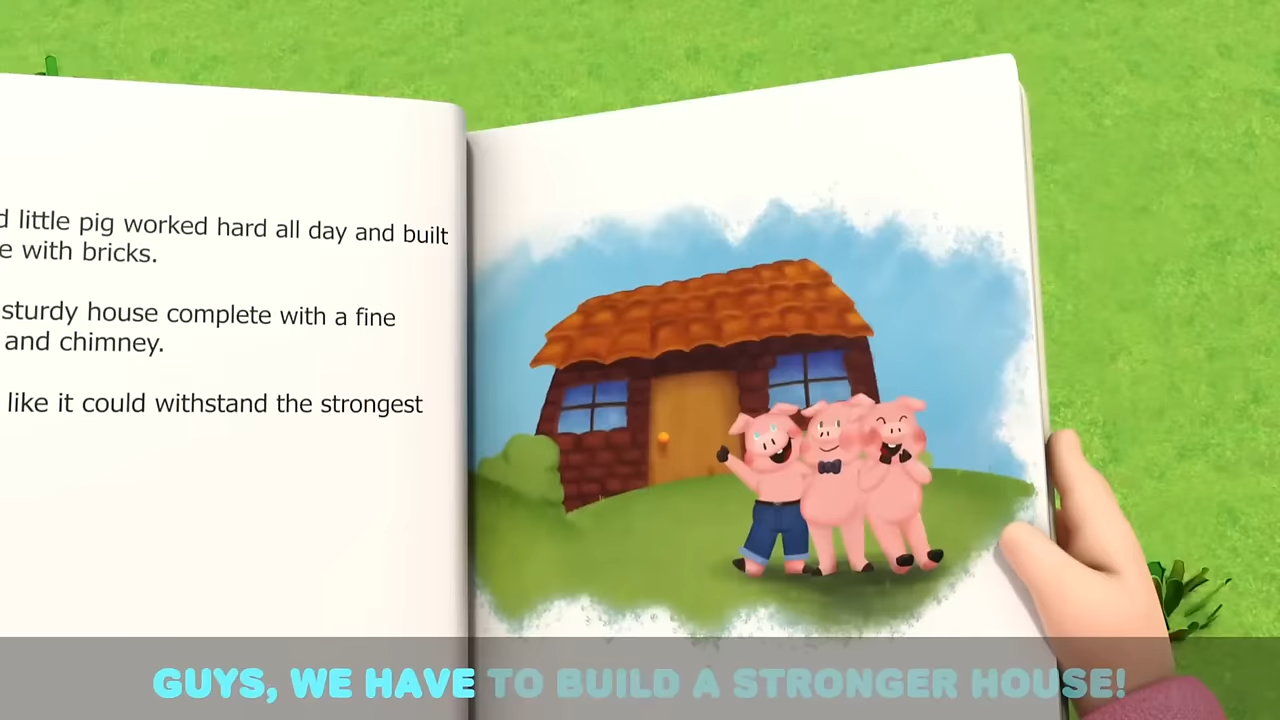 little pig worked hard all day and built
with bricks.
sturdy house complete with a fine
and chimney.
like it could withstand the strongest
GUYS, WE HAVE TO BUILD A STRONGER HOUSE!